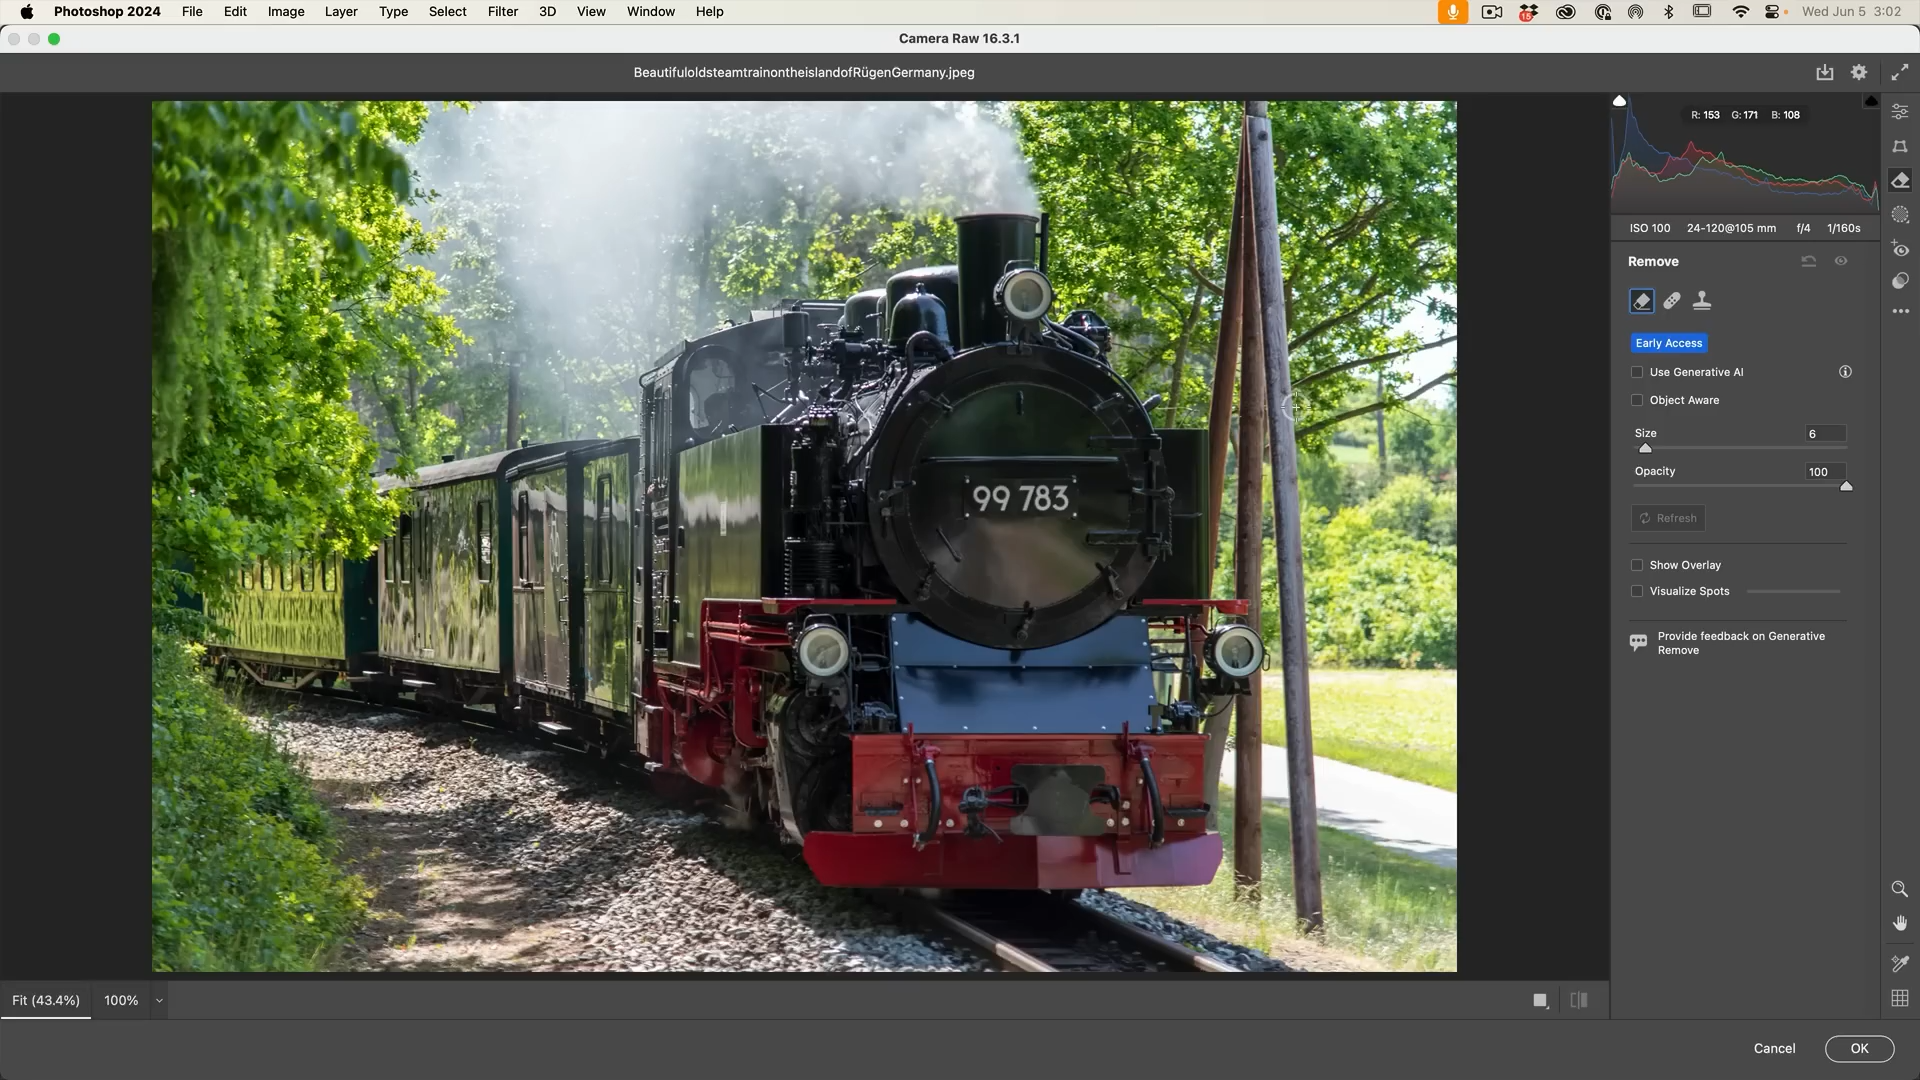 Photoshop 2024 File Edit Image Layer Type Select Filter 3D View Window Help 15 Wed Jun 5 3:02
Camera Raw 16.3.1
BeautifuloldsteamtrainontheislandofRügenGermany.jpeg
R: 153 G: 171 B: 108
ISO 100 24-120@105 mm f/4 1/160s
Remove
Early Access
Use Generative AI
Object Aware
Size 6
Opacity 100
Refresh
99 783
Show Overlay
Visualize Spots
Provide feedback on Generative
Remove
Fit (43.4%) 100%
Cancel OK